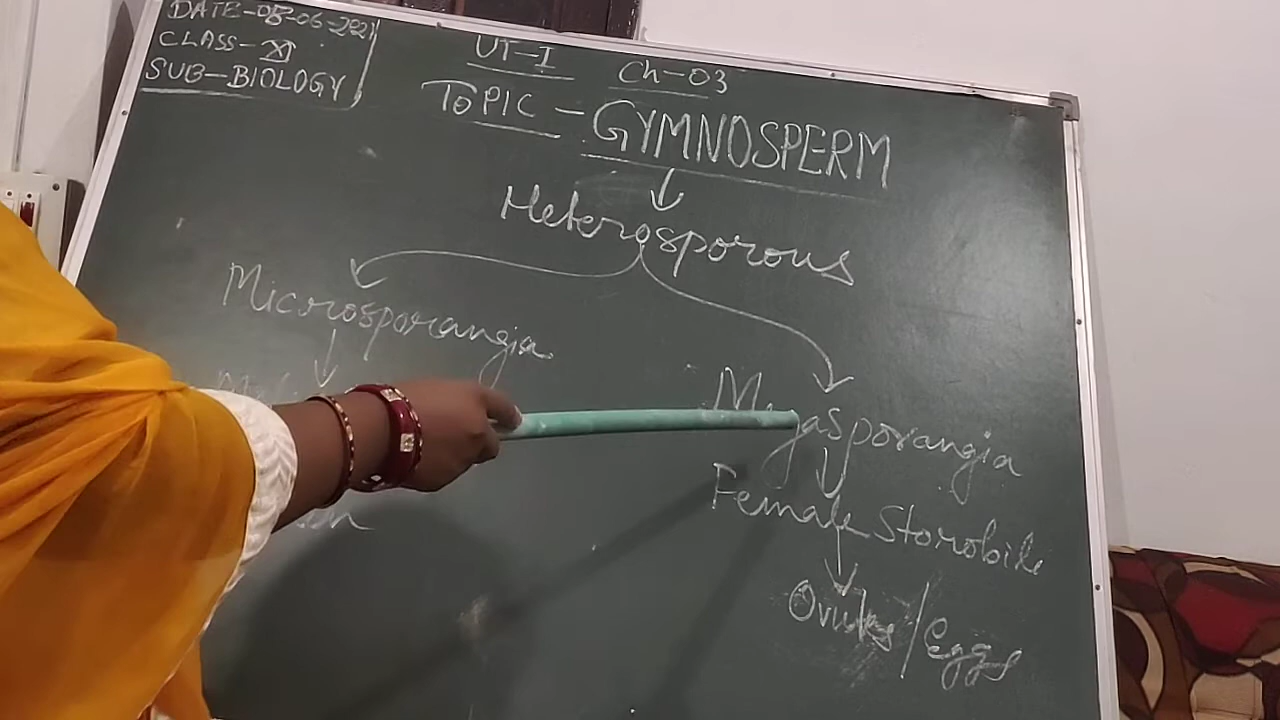 DATE-08-06-2021
CLASS-XI
SUB-BIOLOGY
UT-I Ch-03
TOPIC-GYMNOSPERM
Heterosporous
Microsporangia
Megasporangia
Female Storobile
Ovules/Eggs